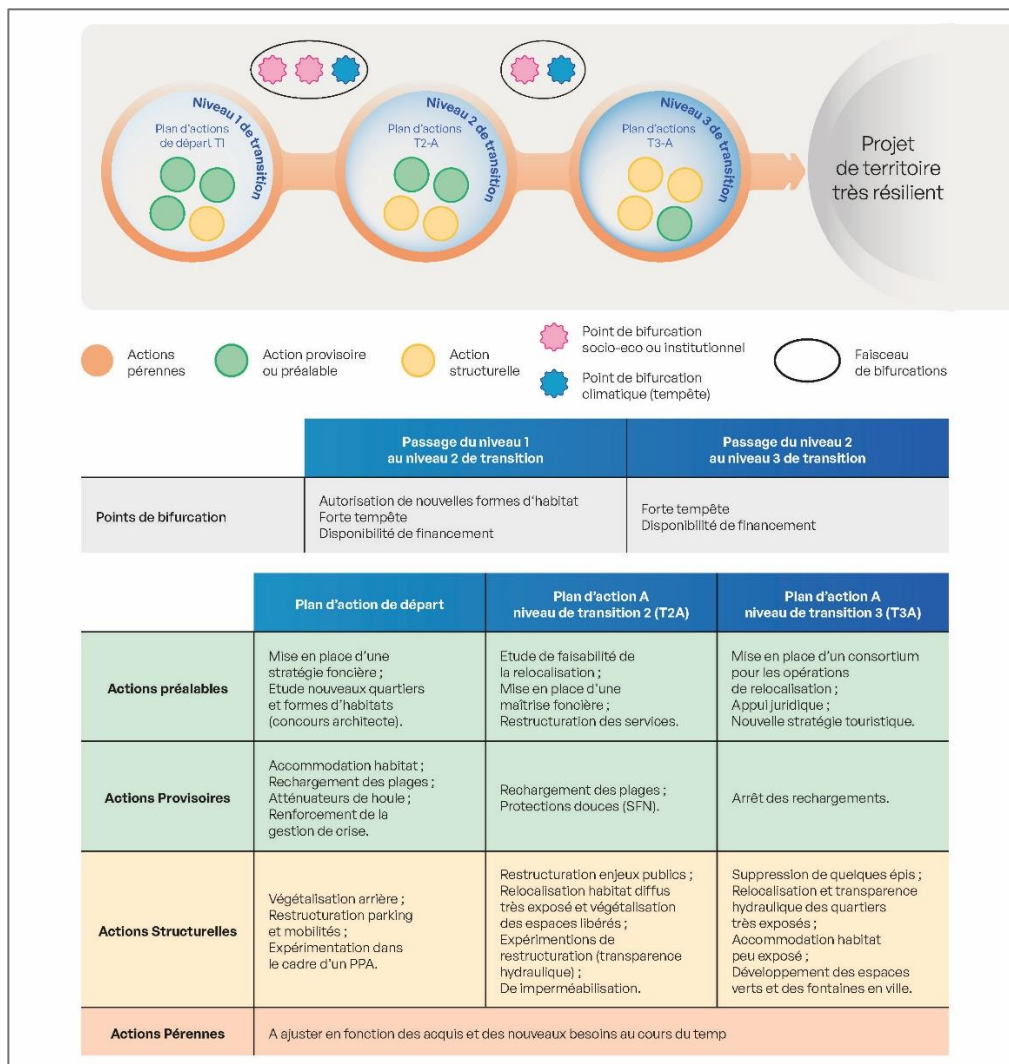 Niveau 1 de transition
Plan d'actions
de départ T1
Niveau 2 de transition
Plan d'actions
T2-A
Niveau 3 de transition
Plan d'actions
T3-A
Projet
de territoire
très résilient
Actions
pérennes
Action provisoire
ou préalable
Action
structurelle
Point de bifurcation
socio-eco ou institutionnel
Point de bifurcation
climatique (tempête)
Faisceau
de bifurcations
Passage du niveau 1
au niveau 2 de transition
Passage du niveau 2
au niveau 3 de transition
Points de bifurcation
Autorisation de nouvelles formes d'habitat
Forte tempête
Disponibilité de financement
Forte tempête
Disponibilité de financement
Plan d'action de départ
Plan d'action A
niveau de transition 2 (T2A)
Plan d'action A
niveau de transition 3 (T3A)
Actions préalables
Mise en place d'une
stratégie foncière ;
Etude nouveaux quartiers
et formes d'habitats
(concours architecte).
Etude de faisabilité de
la relocalisation ;
Mise en place d'une
maîtrise foncière ;
Restructuration des services.
Mise en place d'un consortium
pour les opérations
de relocalisation ;
Appui juridique ;
Nouvelle stratégie touristique.
Actions Provisoires
Accommodation habitat ;
Rechargement des plages ;
Atténuateurs de houle ;
Renforcement de la
gestion de crise.
Rechargement des plages ;
Protections douces (SFN).
Arrêt des rechargements.
Actions Structurelles
Végétalisation arrière ;
Restructuration parking
et mobilités ;
Expérimentation dans
le cadre d'un PPA.
Restructuration enjeux publics ;
Relocalisation habitat diffus
très exposé et végétalisation
des espaces libérés ;
Expérimentions de
restructuration (transparence
hydraulique) ;
De imperméabilisation.
Suppression de quelques épis ;
Relocalisation et transparence
hydraulique des quartiers
très exposés ;
Accommodation habitat
peu exposé ;
Développement des espaces
verts et des fontaines en ville.
Actions Pérennes
A ajuster en fonction des acquis et des nouveaux besoins au cours du temp